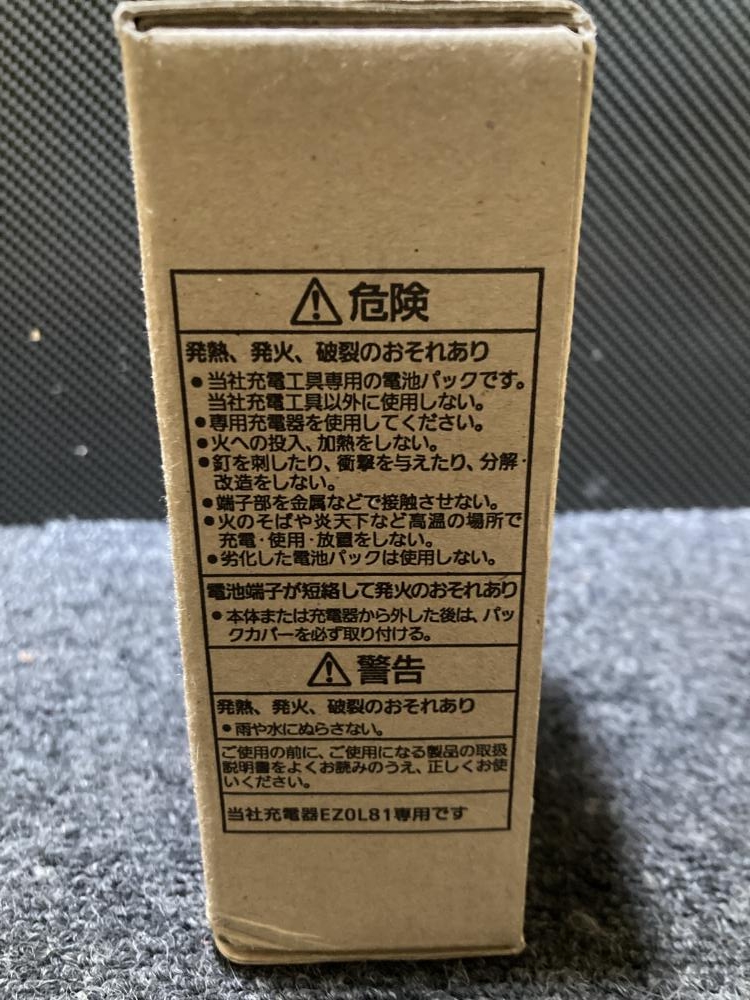 ⚠危険
発熱、発火、破裂のおそれあり
●当社充電工具専用の電池パックです。
当社充電工具以外に使用しない。
●専用充電器を使用してください。
●火への投入、加熱をしない。
●釘を刺したり、衝撃を与えたり、分解・
改造をしない。
●端子部を金属などで接触させない。
●火のそばや炎天下など高温の場所で
充電・使用・放置をしない。
●劣化した電池パックは使用しない。
電池端子が短絡して発火のおそれあり
●本体または充電器から外した後は、パッ
クカバーを必ず取り付ける。
⚠警告
発熱、発火、破裂のおそれあり
●雨や水にぬらさない。
ご使用の前に、ご使用になる製品の取扱
説明書をよくお読みのうえ、正しくお使
いください。
当社充電器EZ0L81専用です